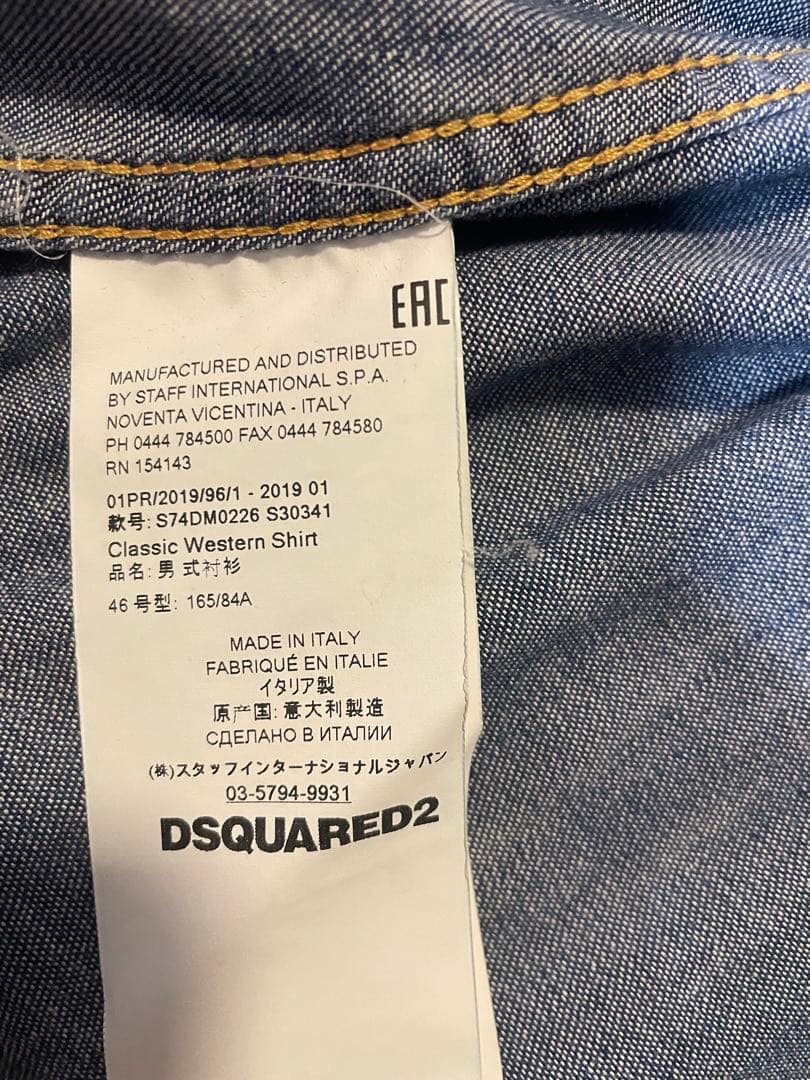 EAC
MANUFACTURED AND DISTRIBUTED
BY STAFF INTERNATIONAL S.P.A.
NOVENTA VICENTINA - ITALY
PH 0444 784500 FAX 0444 784580
RN 154143
01PR/2019/96/1 - 2019 01
款号: S74DM0226 S30341
Classic Western Shirt
品名: 男 式衬衫
46 号型: 165/84A
MADE IN ITALY
FABRIQUÉ EN ITALIE
イタリア製
原产国: 意大利製造
СДЕЛАНО В ИТАЛИИ
(株)スタッフインターナショナルジャパン
03-5794-9931
DSQUARED2